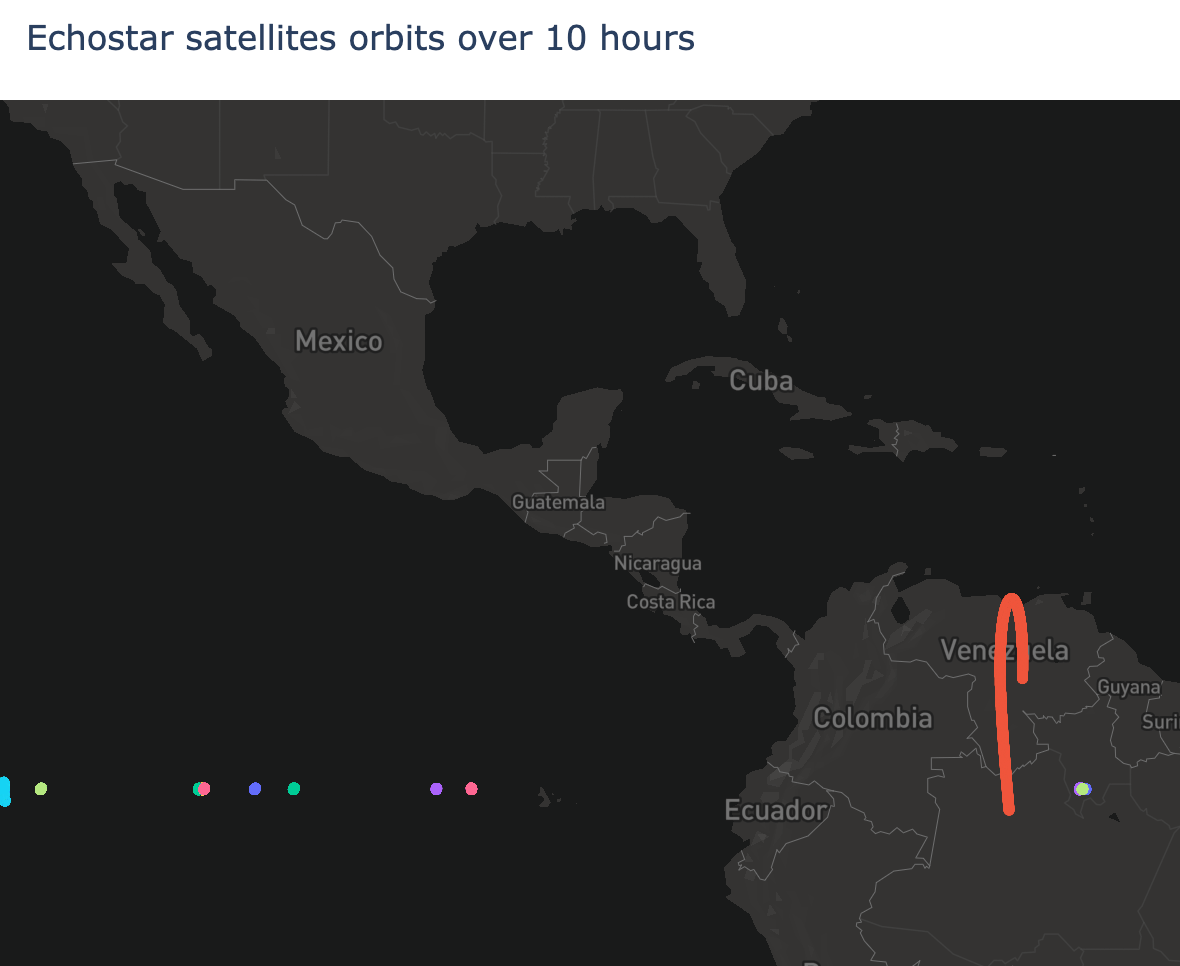 Echostar satellites orbits over 10 hours
Mexico
Cuba
Guatemala
Nicaragua
Costa Rica
Venezuela
Guyana
Colombia
Suri
Ecuador